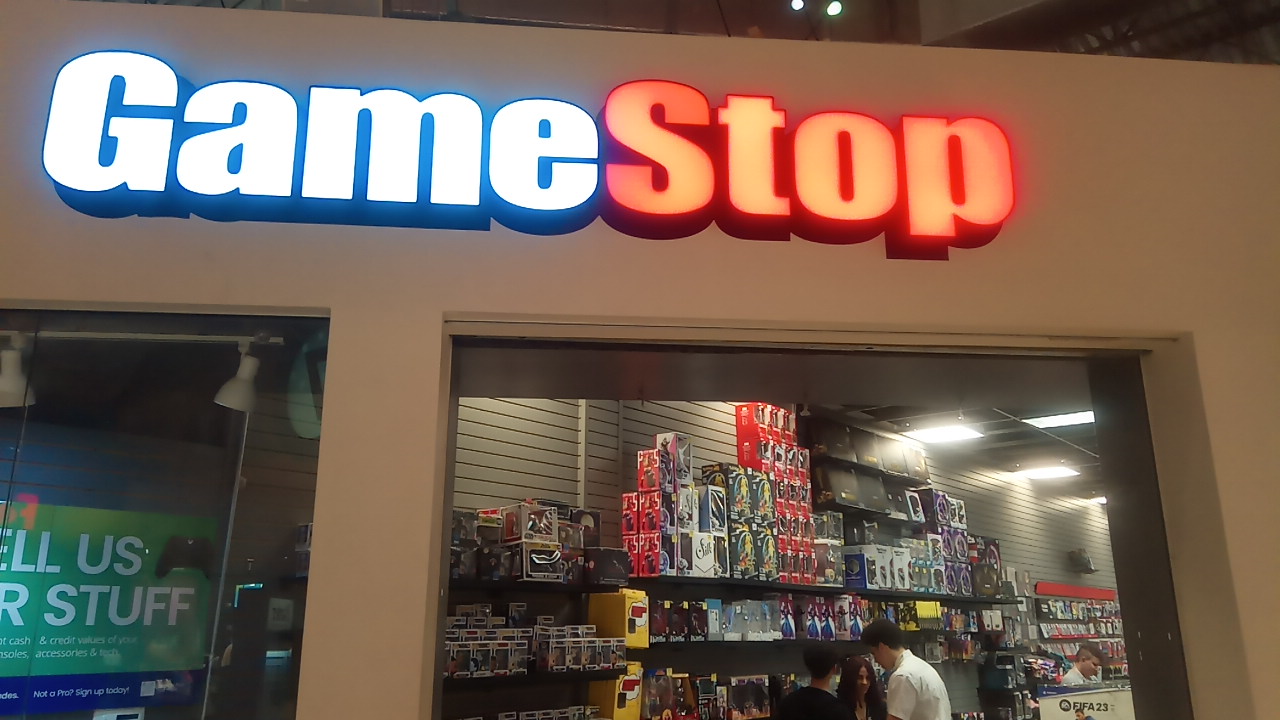 GameStop
ELL US
R STUFF
t cash & credit values of your
nsoles, accessories & tech.
des. Not a Pro? Sign up today!
FIFA 23